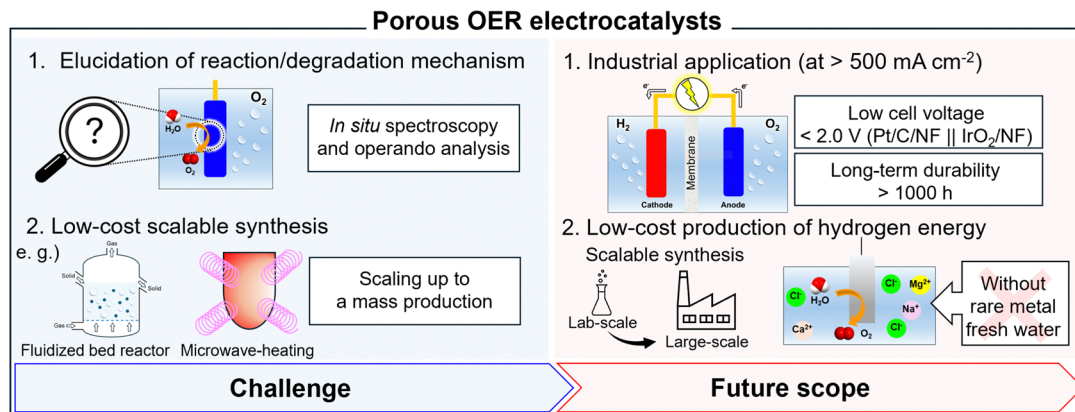 Porous OER electrocatalysts
1. Elucidation of reaction/degradation mechanism
?
H₂O
O₂
O₂
In situ spectroscopy
and operando analysis
2. Low-cost scalable synthesis
e. g.)
Gas
Solid
Solid
Gas
Fluidized bed reactor
Microwave-heating
Scaling up to
a mass production
Challenge
1. Industrial application (at > 500 mA cm⁻²)
e⁻
e⁻
H₂
O₂
Membrane
Cathode
Anode
Low cell voltage
< 2.0 V (Pt/C/NF || IrO₂/NF)
Long-term durability
> 1000 h
2. Low-cost production of hydrogen energy
Scalable synthesis
Lab-scale
Large-scale
Cl⁻
H₂O
Cl⁻
Mg²⁺
Na⁺
Ca²⁺
O₂
Cl⁻
Without
rare metal
fresh water
Future scope